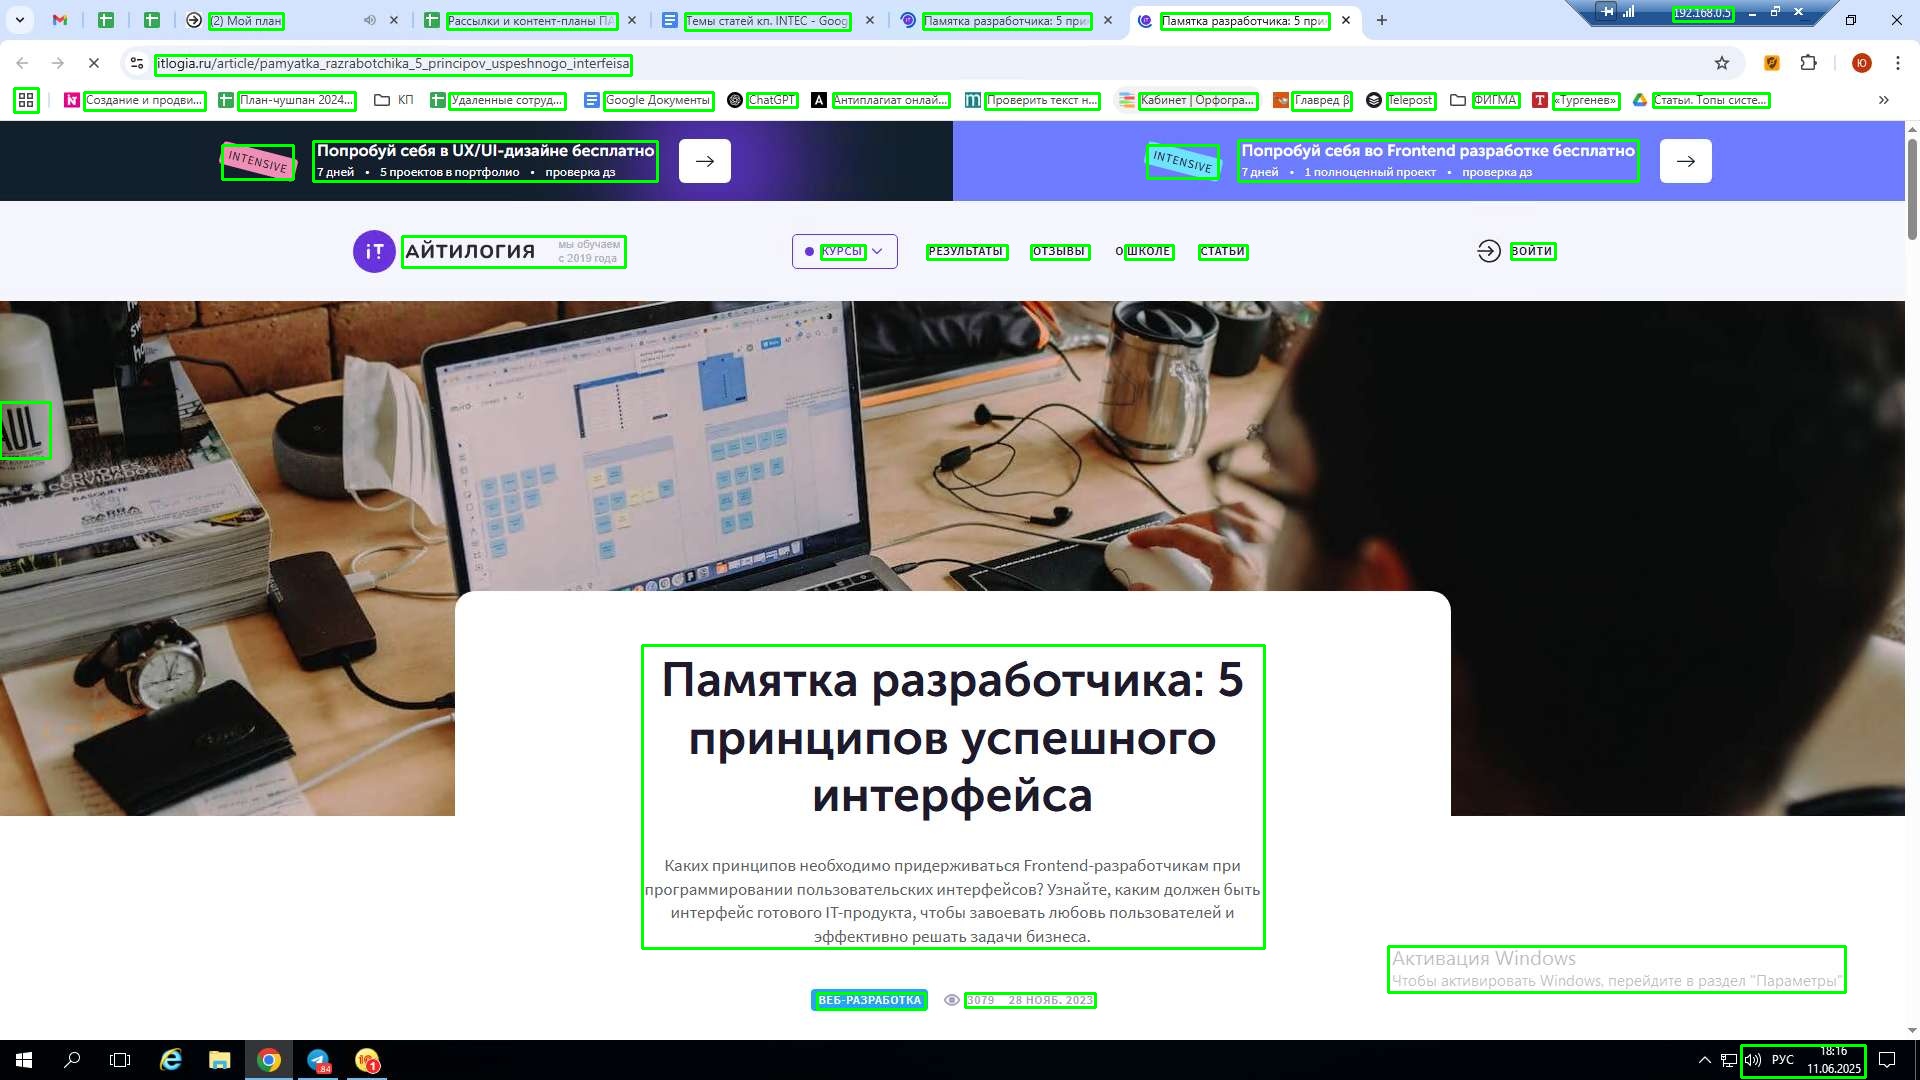 (2) Мой план
Рассылки и контент-планы ПА
Темы статей кп. INTEC - Goog
Памятка разработчика: 5 при
Памятка разработчика: 5 при
192.168.0.5
itlogia.ru/article/pamyatka_razrabotchika_5_principov_uspeshnogo_interfeisa
Создание и продви...
План-чушпан 2024...
КП
Удаленные сотруд...
Google Документы
ChatGPT
Антиплагиат онлай...
Проверить текст н...
Кабинет | Орфогра...
Главред β
Telepost
ФИГМА
«Тургенев»
Статьи. Топы систе...
INTENSIVE
Попробуй себя в UX/UI-дизайне бесплатно
7 дней • 5 проектов в портфолио • проверка дз
INTENSIVE
Попробуй себя во Frontend разработке бесплатно
7 дней • 1 полноценный проект • проверка дз
iT АЙТИЛОГИЯ
мы обучаем
с 2019 года
КУРСЫ
РЕЗУЛЬТАТЫ
ОТЗЫВЫ
О ШКОЛЕ
СТАТЬИ
ВОЙТИ
AUL
miro
Памятка разработчика: 5
принципов успешного
интерфейса
Каких принципов необходимо придерживаться Frontend-разработчикам при
программировании пользовательских интерфейсов? Узнайте, каким должен быть
интерфейс готового IT-продукта, чтобы завоевать любовь пользователей и
эффективно решать задачи бизнеса.
Активация Windows
Чтобы активировать Windows, перейдите в раздел "Параметры"
ВЕБ-РАЗРАБОТКА
3079 28 НОЯБ. 2023
84
1
РУС
18:16
11.06.2025